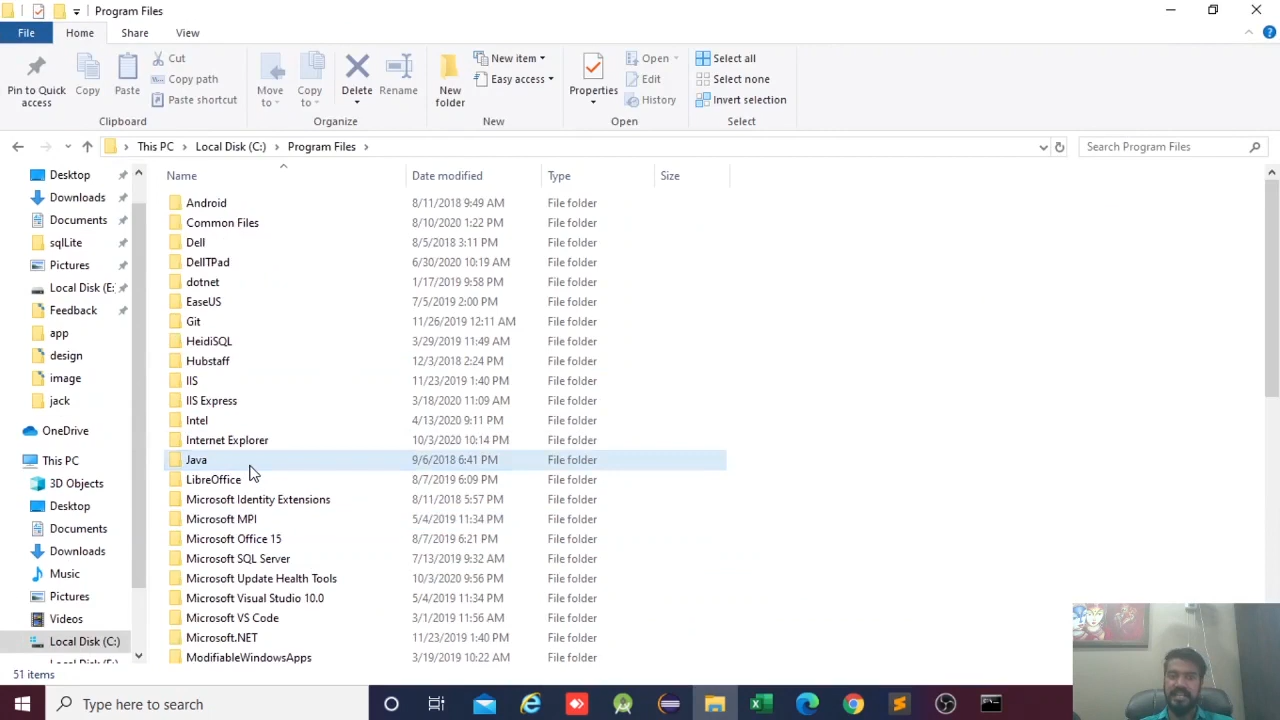 Program Files
File
Home
Share
View
Pin to Quick access
Copy
Paste
Cut
Copy path
Paste shortcut
Clipboard
Move to
Copy to
Delete
Rename
Organize
New folder
New item
Easy access
New
Properties
Open
Edit
History
Open
Select all
Select none
Invert selection
Select
This PC
Local Disk (C:)
Program Files
Search Program Files
Desktop
Downloads
Documents
sqlLite
Pictures
Local Disk (E:
Feedback
app
design
image
jack
OneDrive
This PC
3D Objects
Desktop
Documents
Downloads
Music
Pictures
Videos
Local Disk (C:)
Name Date modified Type Size
Android 8/11/2018 9:49 AM File folder
Common Files 8/10/2020 1:22 PM File folder
Dell 8/5/2018 3:11 PM File folder
DellTPad 6/30/2020 10:19 AM File folder
dotnet 1/17/2019 9:58 PM File folder
EaseUS 7/5/2019 2:00 PM File folder
Git 11/26/2019 12:11 AM File folder
HeidiSQL 3/29/2019 11:49 AM File folder
Hubstaff 12/3/2018 2:24 PM File folder
IIS 11/23/2019 1:40 PM File folder
IIS Express 3/18/2020 11:09 AM File folder
Intel 4/13/2020 9:11 PM File folder
Internet Explorer 10/3/2020 10:14 PM File folder
Java 9/6/2018 6:41 PM File folder
LibreOffice 8/7/2019 6:09 PM File folder
Microsoft Identity Extensions 8/11/2018 5:57 PM File folder
Microsoft MPI 5/4/2019 11:34 PM File folder
Microsoft Office 15 8/7/2019 6:21 PM File folder
Microsoft SQL Server 7/13/2019 9:32 AM File folder
Microsoft Update Health Tools 10/3/2020 9:56 PM File folder
Microsoft Visual Studio 10.0 5/4/2019 11:34 PM File folder
Microsoft VS Code 3/1/2019 11:56 AM File folder
Microsoft.NET 11/23/2019 1:40 PM File folder
ModifiableWindowsApps 3/19/2019 10:22 AM File folder
51 items
Type here to search